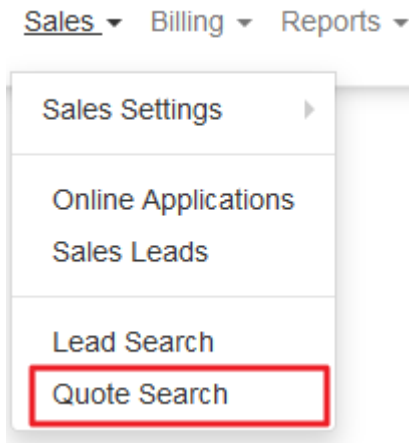 Sales Billing Reports
Sales Settings
Online Applications
Sales Leads
Lead Search
Quote Search